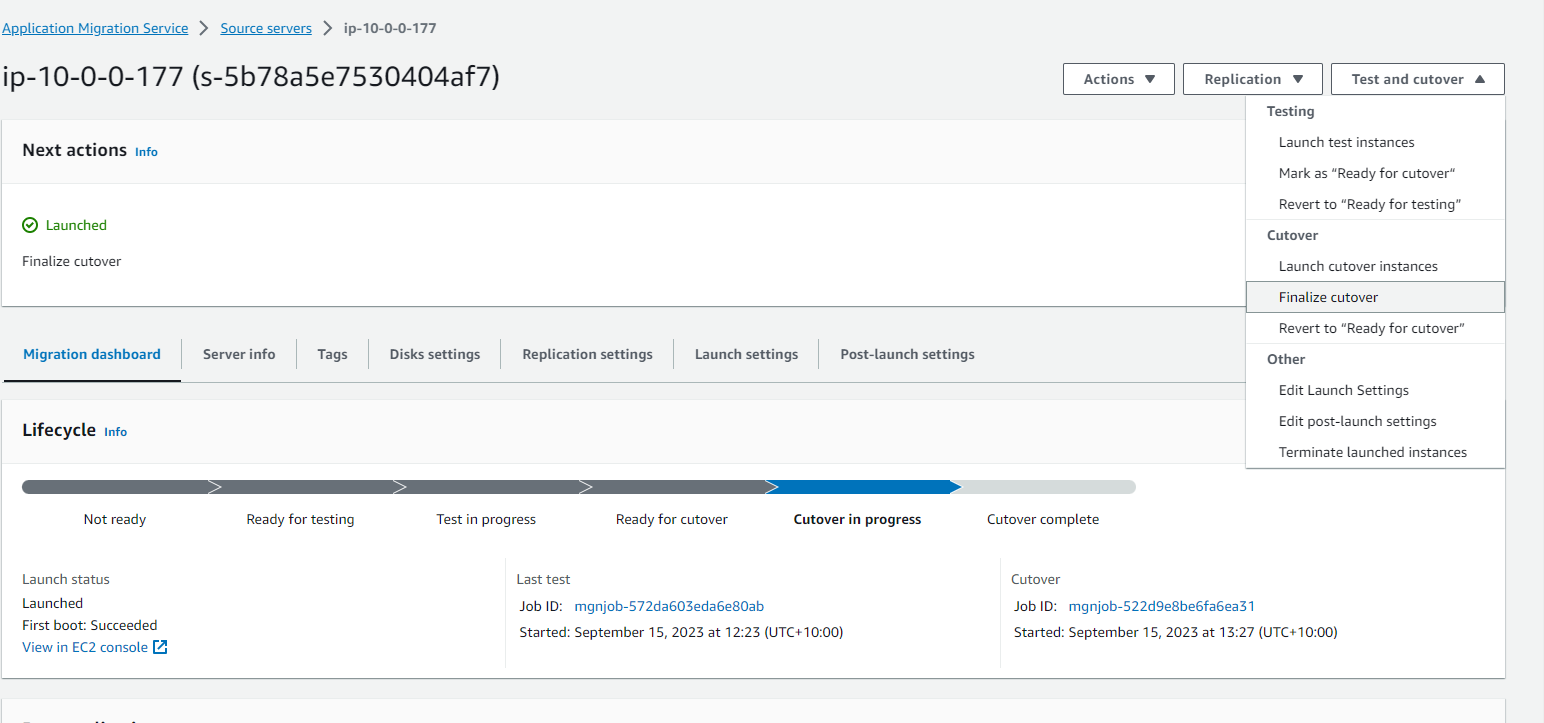 Application Migration Service > Source servers > ip-10-0-0-177
ip-10-0-0-177 (s-5b78a5e7530404af7)
Actions ▼
Replication ▼
Test and cutover ▲
Testing
Launch test instances
Mark as “Ready for cutover“
Revert to “Ready for testing”
Cutover
Launch cutover instances
Finalize cutover
Revert to “Ready for cutover”
Other
Edit Launch Settings
Edit post-launch settings
Terminate launched instances
Next actions Info
Launched
Finalize cutover
Migration dashboard
Server info
Tags
Disks settings
Replication settings
Launch settings
Post-launch settings
Lifecycle Info
Not ready
Ready for testing
Test in progress
Ready for cutover
Cutover in progress
Cutover complete
Launch status
Launched
First boot: Succeeded
View in EC2 console
Last test
Job ID: mgnjob-572da603eda6e80ab
Started: September 15, 2023 at 12:23 (UTC+10:00)
Cutover
Job ID: mgnjob-522d9e8be6fa6ea31
Started: September 15, 2023 at 13:27 (UTC+10:00)